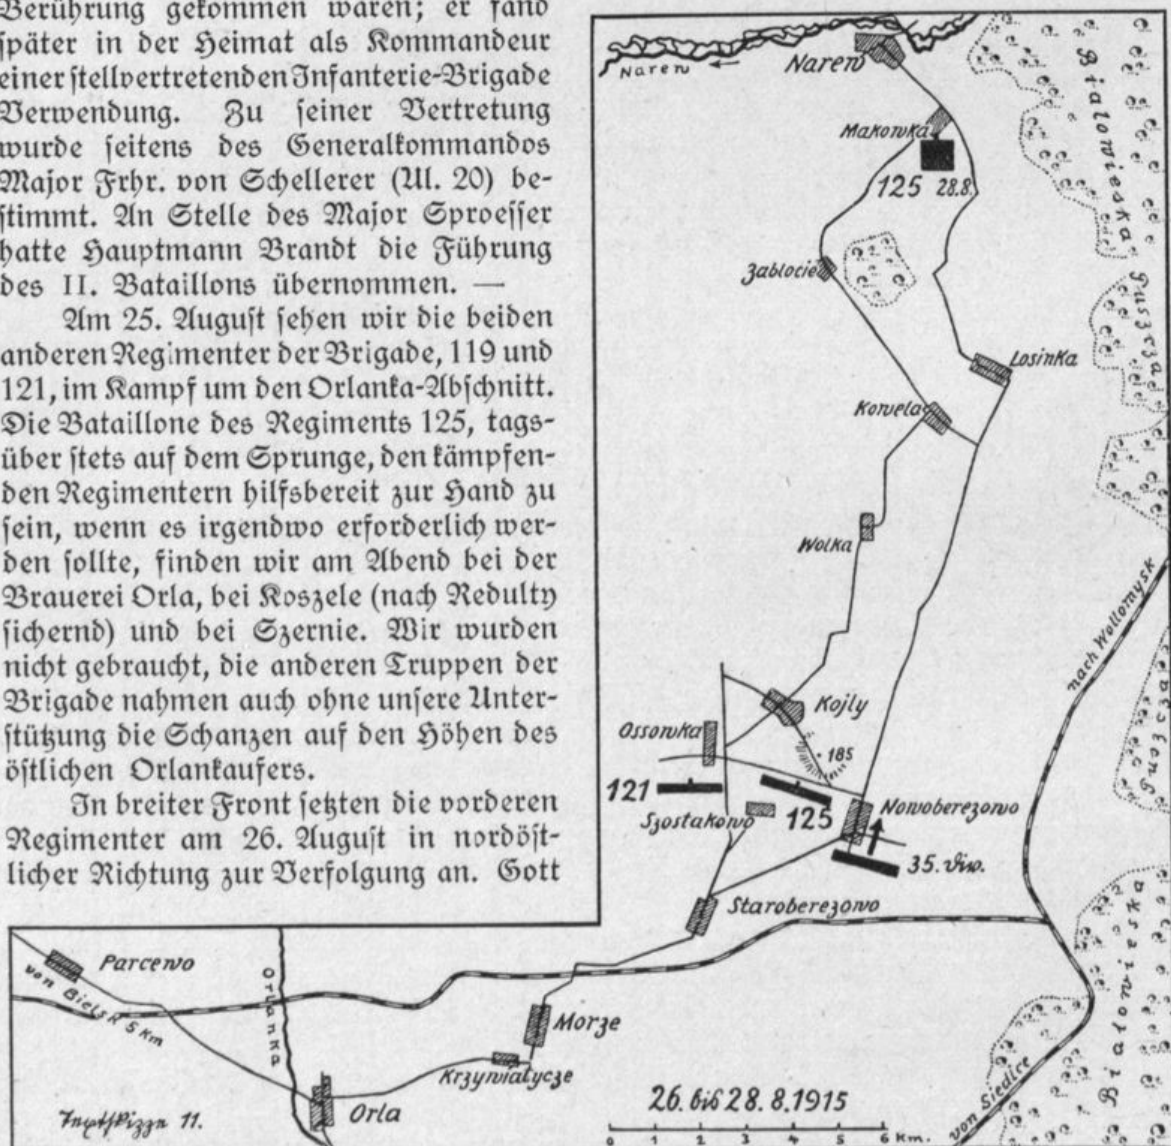 Berührung gekommen waren; er fand
später in der Heimat als Kommandeur
einer stellvertretenden Infanterie-Brigade
Verwendung. Zu seiner Vertretung
wurde seitens des Generalkommandos
Major Frhr. von Schellerer (Ul. 20) be-
stimmt. An Stelle des Major Sproesser
hatte Hauptmann Brandt die Führung
des II. Bataillons übernommen. —
Am 25. August sehen wir die beiden
anderen Regimenter der Brigade, 119 und
121, im Kampf um den Orlanka-Abschnitt.
Die Bataillone des Regiments 125, tags-
über stets auf dem Sprunge, den kämpfen-
den Regimentern hilfsbereit zur Hand zu
sein, wenn es irgendwo erforderlich wer-
den sollte, finden wir am Abend bei der
Brauerei Orla, bei Koszele (nach Redulty
sichernd) und bei Szernie. Wir wurden
nicht gebraucht, die anderen Truppen der
Brigade nahmen auch ohne unsere Unter-
stützung die Schanzen auf den Höhen des
östlichen Orlankaufers.
In breiter Front setzten die vorderen
Regimenter am 26. August in nordöst-
licher Richtung zur Verfolgung an. Gott
Narew
Narew
Makowka
125 28.8.
Zablocie
Losinka
Korvela
Wolka
Kojly
Ossowka
185
121
Szostakowo
125
Nowoberezowo
35. Div.
Staroberezowo
Parcewo
von Bielsk 5 km
Orlanka
Morze
Krzywiatycze
Orla
Textskizze 11.
26. bis 28.8.1915
0 1 2 3 4 5 6 Km.
Bialowieska
nach Wollomysk
Bialowieska
von Siedlce